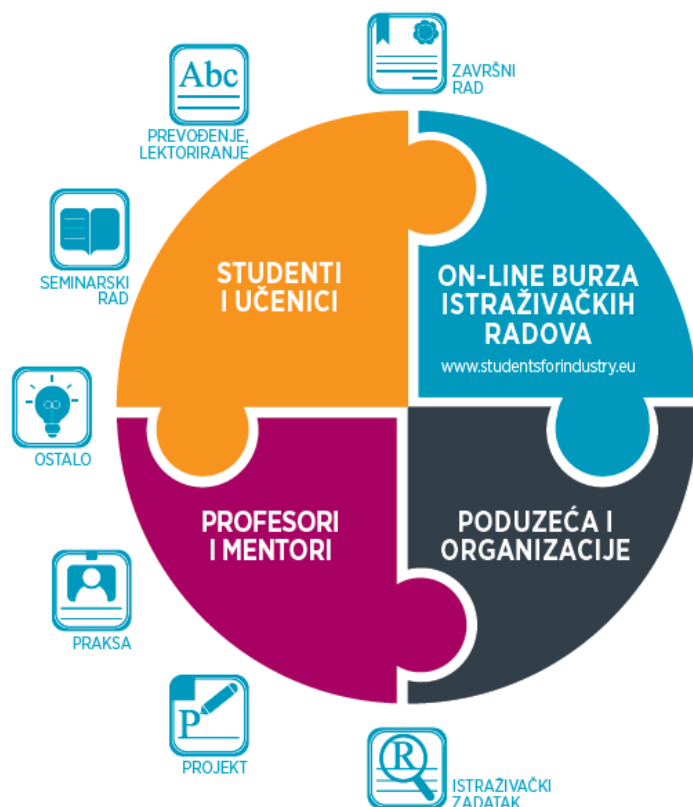 ZAVRŠNI
RAD
Abc
PREVOĐENJE,
LEKTORIRANJE
SEMINARSKI
RAD
STUDENTI
I UČENICI
ON-LINE BURZA
ISTRAŽIVAČKIH
RADOVA
www.studentsforindustry.eu
OSTALO
PROFESORI
I MENTORI
PODUZEĆA I
ORGANIZACIJE
PRAKSA
P
PROJEKT
R
ISTRAŽIVAČKI
ZADATAK